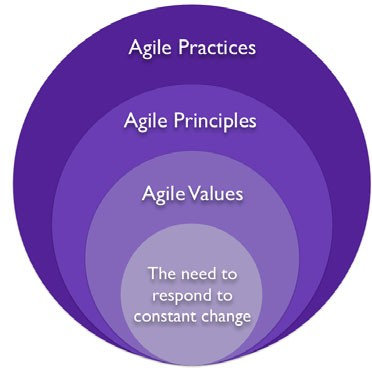 Agile Practices
Agile Principles
Agile Values
The need to
respond to
constant change